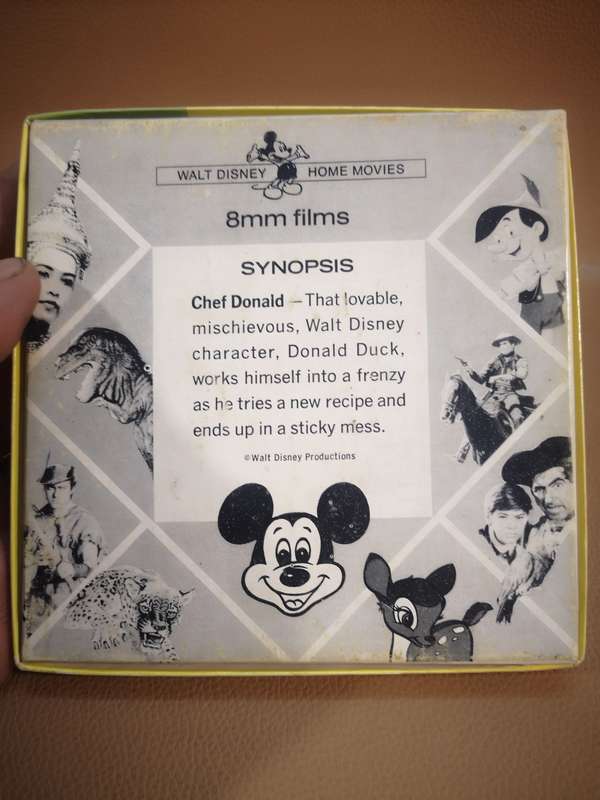 WALT DISNEY HOME MOVIES
8mm films
SYNOPSIS
Chef Donald – That lovable,
mischievous, Walt Disney
character, Donald Duck,
works himself into a frenzy
as he tries a new recipe and
ends up in a sticky mess.
© Walt Disney Productions